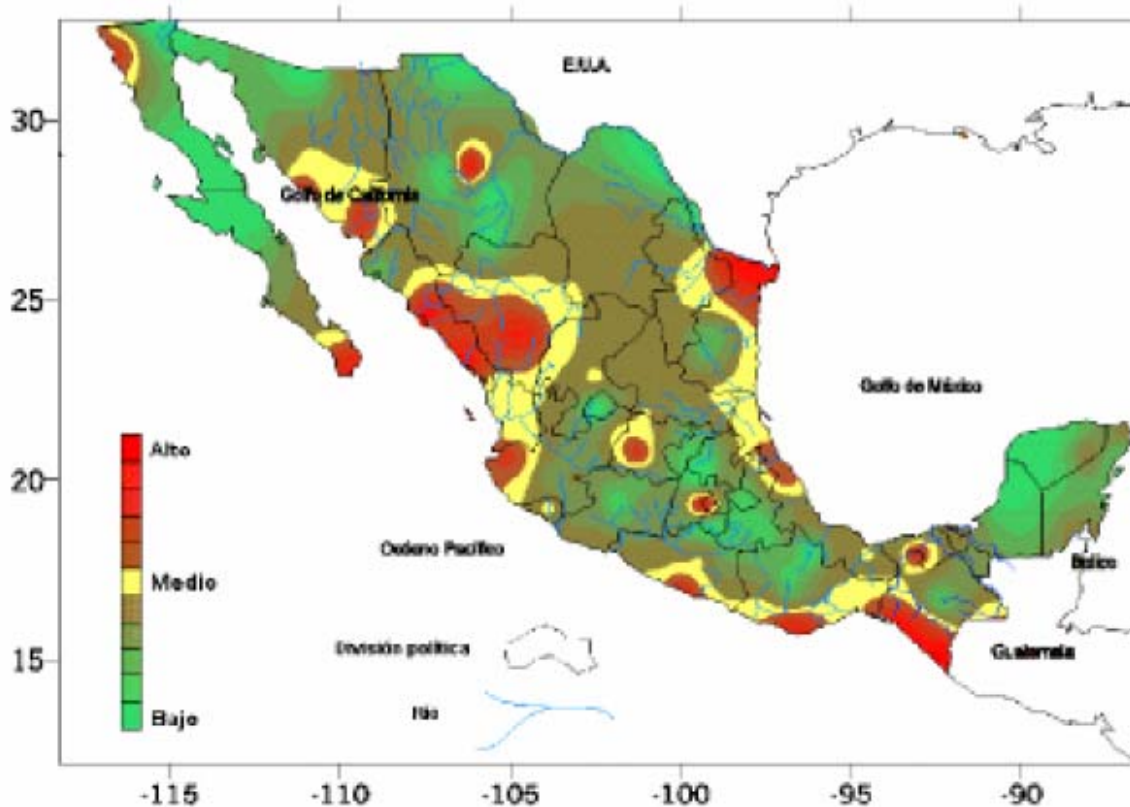 E.U.A.
30
Golfo de California
25
Golfo de México
Alto
20
Océano Pacífico
Medio
Belice
División política
Guatemala
15
Río
Bajo
-115
-110
-105
-100
-95
-90